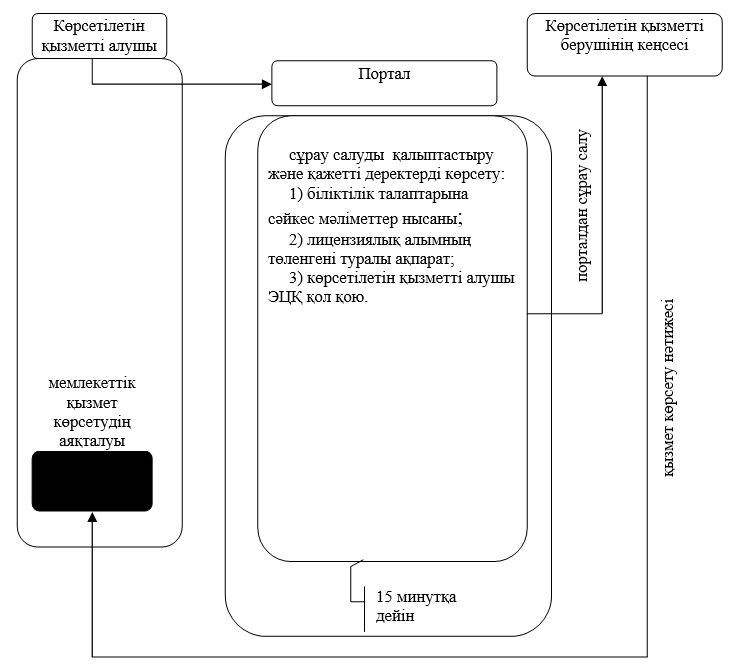 Көрсетілетін
қызметті алушы
Портал
Көрсетілетін қызметті
берушінің кеңсесі
сұрау салуды қалыптастыру
және қажетті деректерді көрсету:
1) біліктілік талаптарына
сәйкес мәліметтер нысаны;
2) лицензиялық алымның
төленгені туралы ақпарат;
3) көрсетілетін қызметті алушы
ЭЦҚ қол қою.
порталдан сұрау салу
қызмет көрсету нәтижесі
мемлекеттік
қызмет
көрсетудің
аяқталуы
15 минутқа
дейін